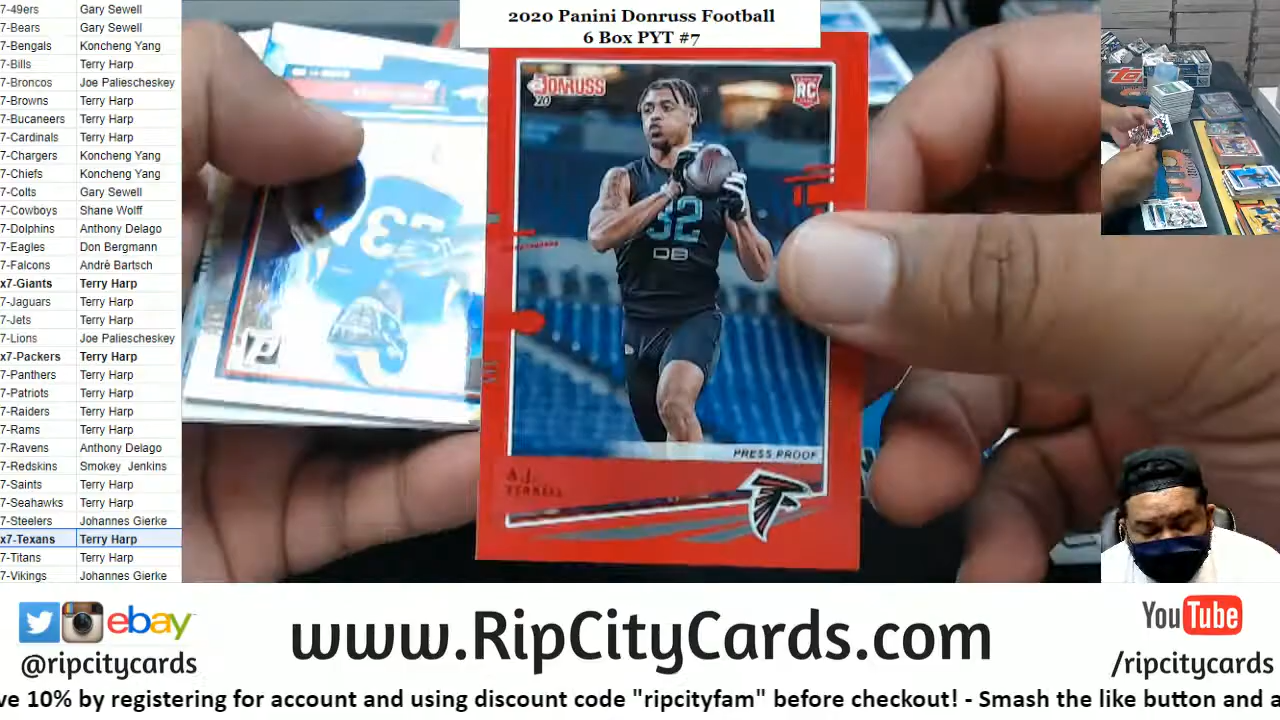 2020 Panini Donruss Football
6 Box PYT #7
7-49ers Gary Sewell
7-Bears Gary Sewell
7-Bengals Koncheng Yang
7-Bills Terry Harp
7-Broncos Joe Paliescheskey
7-Browns Terry Harp
7-Bucaneers Terry Harp
7-Cardinals Terry Harp
7-Chargers Koncheng Yang
7-Chiefs Koncheng Yang
7-Colts Gary Sewell
7-Cowboys Shane Wolff
7-Dolphins Anthony Delago
7-Eagles Don Bergmann
7-Falcons Andrè Bartsch
x7-Giants Terry Harp
7-Jaguars Terry Harp
7-Jets Terry Harp
7-Lions Joe Paliescheskey
x7-Packers Terry Harp
7-Panthers Terry Harp
7-Patriots Terry Harp
7-Raiders Terry Harp
7-Rams Terry Harp
7-Ravens Anthony Delago
7-Redskins Smokey Jenkins
7-Saints Terry Harp
7-Seahawks Terry Harp
7-Steelers Johannes Gierke
x7-Texans Terry Harp
7-Titans Terry Harp
7-Vikings Johannes Gierke
DONRUSS
20
RC
32
DB
PRESS PROOF
A.J.
TERRELL
ebay
@ripcitycards
www.RipCityCards.com
YouTube
/ripcitycards
ve 10% by registering for account and using discount code "ripcityfam" before checkout! - Smash the like button and a